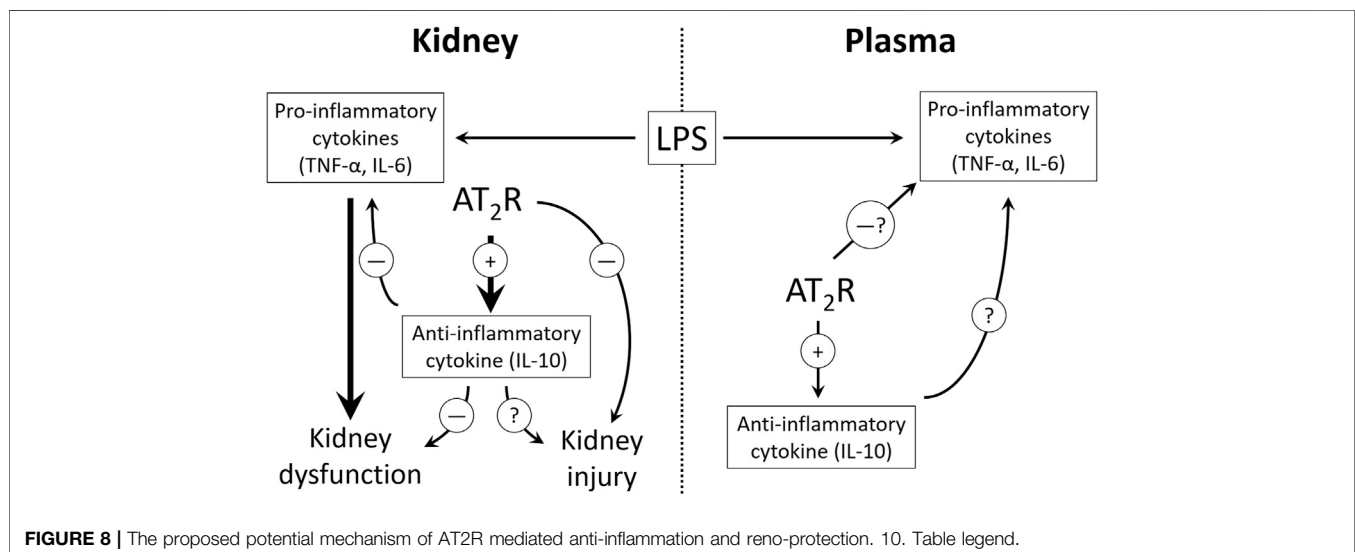 Kidney
Plasma
Pro-inflammatory
cytokines
(TNF-α, IL-6)
LPS
Pro-inflammatory
cytokines
(TNF-α, IL-6)
AT₂R
—
+
—
Anti-inflammatory
cytokine (IL-10)
—
?
Kidney
dysfunction
Kidney
injury
—?
AT₂R
+
?
Anti-inflammatory
cytokine (IL-10)
FIGURE 8 | The proposed potential mechanism of AT2R mediated anti-inflammation and reno-protection. 10. Table legend.